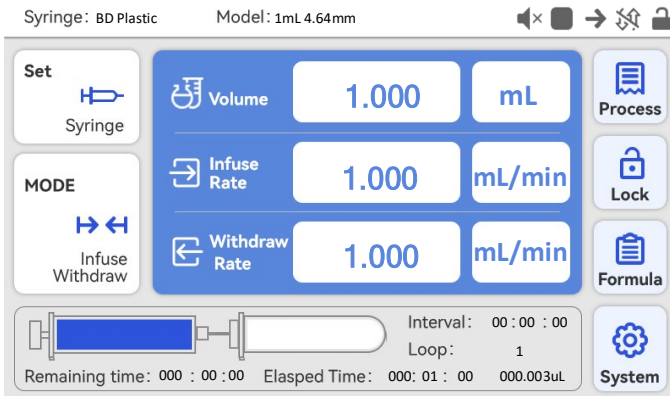 Syringe: BD Plastic Model: 1mL 4.64mm
Set
Syringe
MODE
Infuse
Withdraw
Volume 1.000 mL
Infuse
Rate 1.000 mL/min
Withdraw
Rate 1.000 mL/min
Process
Lock
Formula
System
Interval: 00:00 :00
Loop: 1
Remaining time: 000 : 00:00 Elasped Time: 000: 01: 00 000.003uL